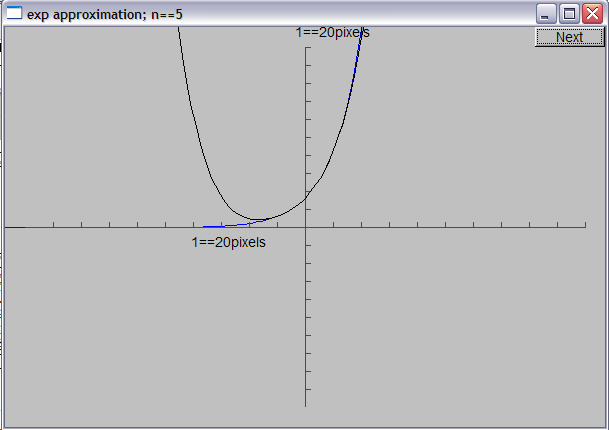 exp approximation; n==5
1==20pixels
Next
1==20pixels